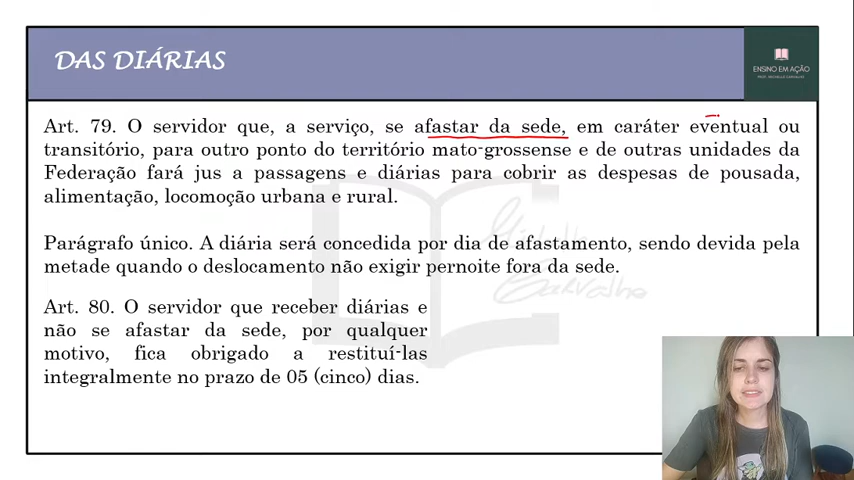 DAS DIÁRIAS
ENSINO EM AÇÃO
PROF. MICHELLE CARVALHO
Art. 79. O servidor que, a serviço, se afastar da sede, em caráter eventual ou
transitório, para outro ponto do território mato-grossense e de outras unidades da
Federação fará jus a passagens e diárias para cobrir as despesas de pousada,
alimentação, locomoção urbana e rural.
Parágrafo único. A diária será concedida por dia de afastamento, sendo devida pela
metade quando o deslocamento não exigir pernoite fora da sede.
Art. 80. O servidor que receber diárias e
não se afastar da sede, por qualquer
motivo, fica obrigado a restituí-las
integralmente no prazo de 05 (cinco) dias.
Carvalho